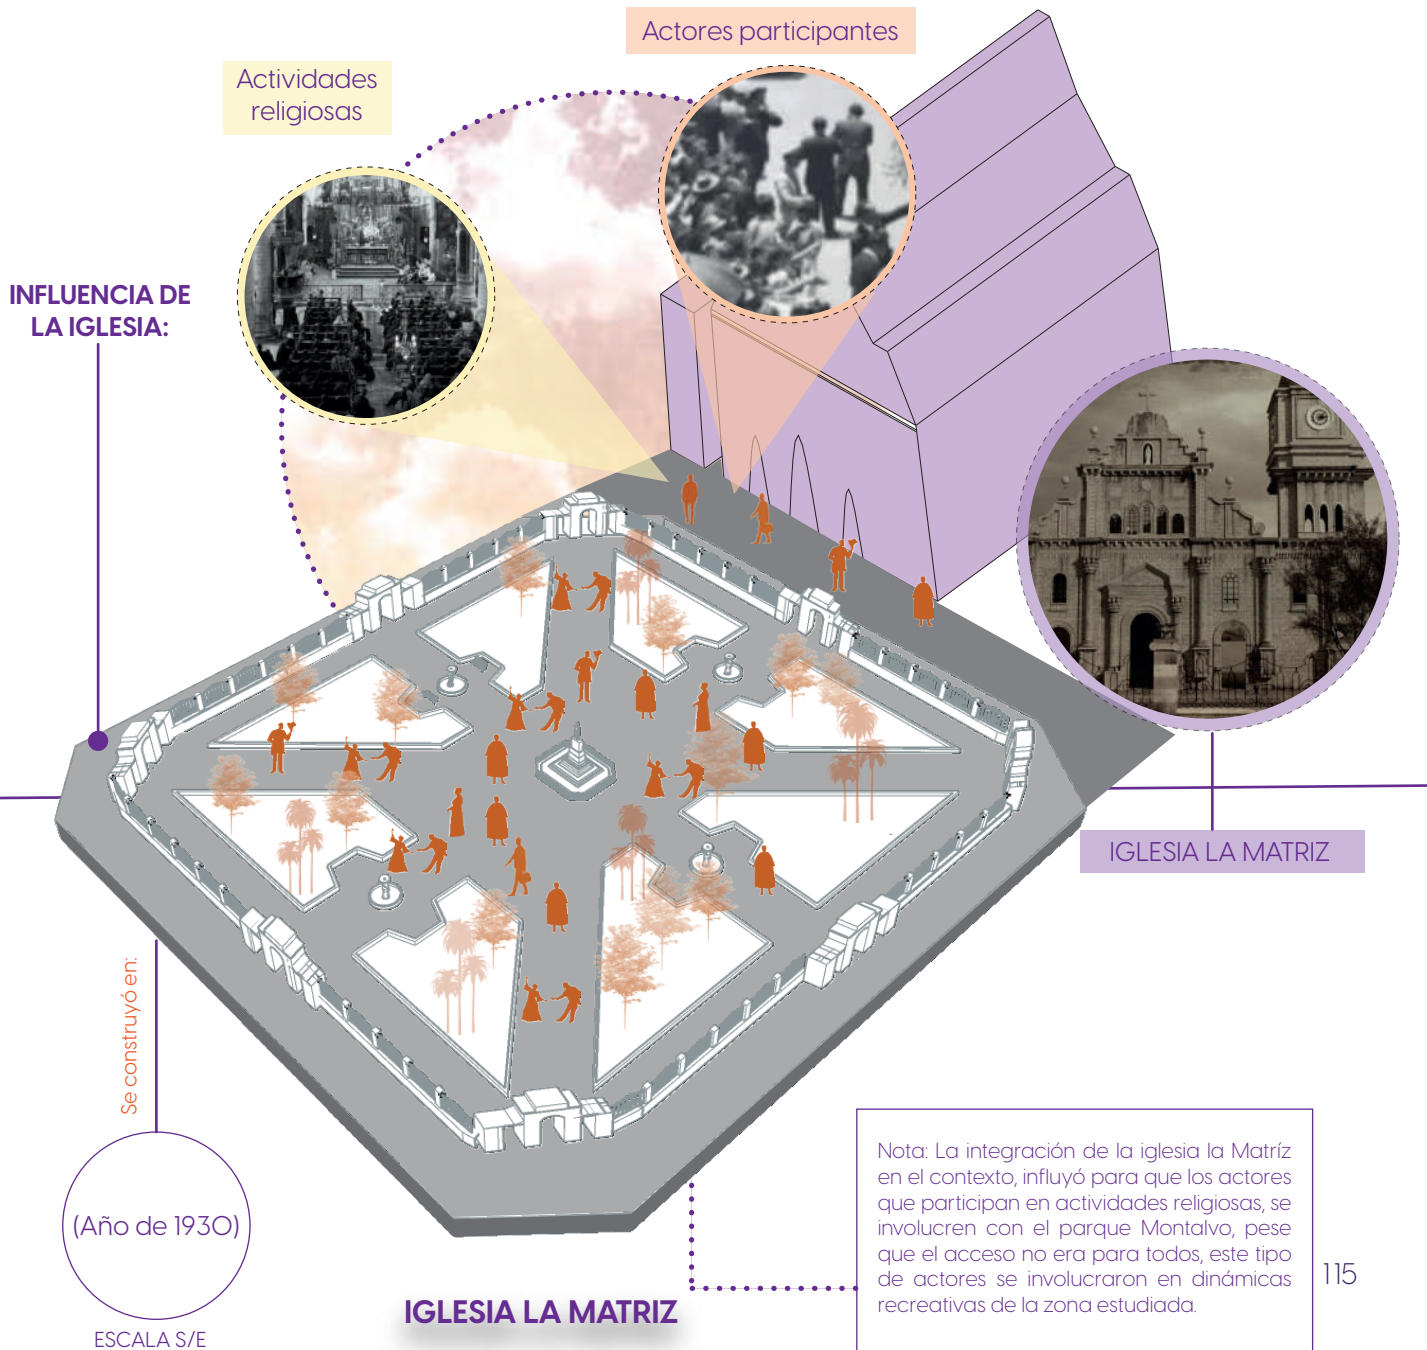 Actores participantes
Actividades
religiosas
INFLUENCIA DE
LA IGLESIA:
IGLESIA LA MATRIZ
Se construyó en:
(Año de 1930)
ESCALA S/E
IGLESIA LA MATRIZ
Nota: La integración de la iglesia la Matríz
en el contexto, influyó para que los actores
que participan en actividades religiosas, se
involucren con el parque Montalvo, pese
que el acceso no era para todos, este tipo
de actores se involucraron en dinámicas
recreativas de la zona estudiada.
115